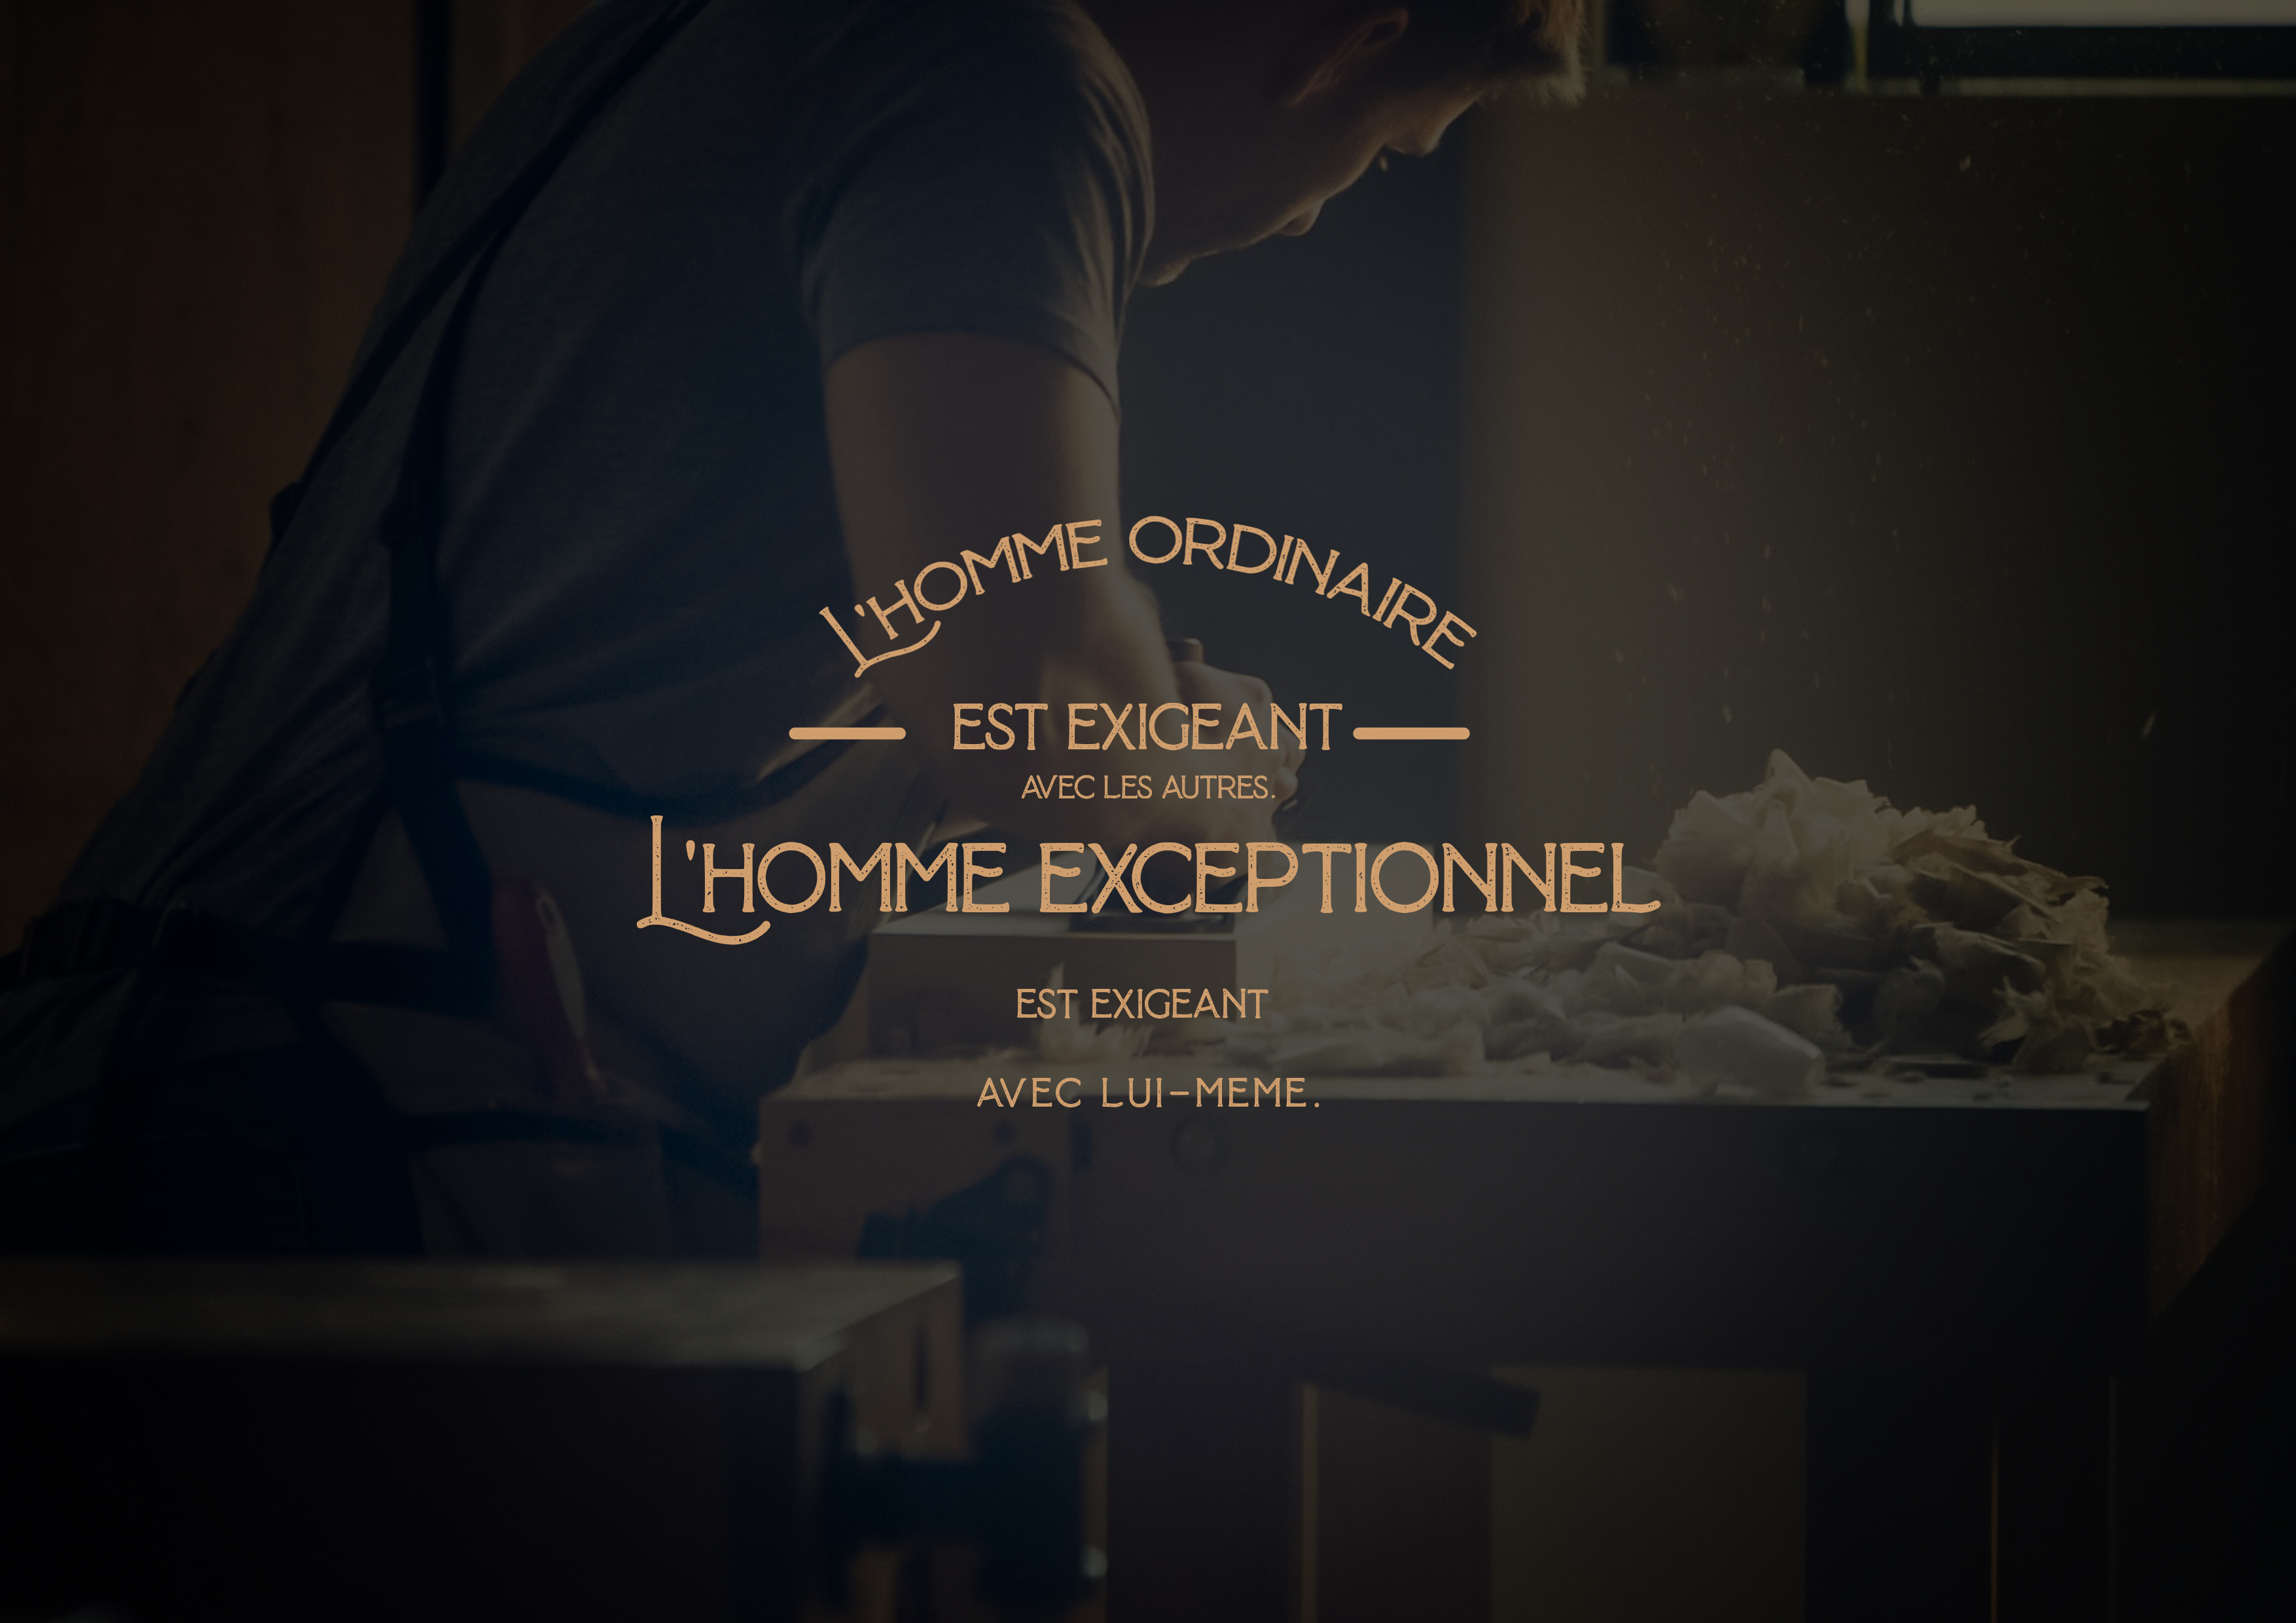 L'HOMME ORDINAIRE
EST EXIGEANT
AVEC LES AUTRES.
L'HOMME EXCEPTIONNEL
EST EXIGEANT
AVEC LUI-MEME.